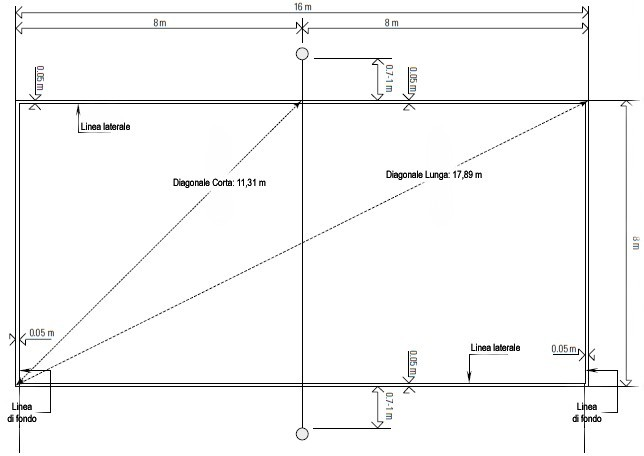 16 m
8 m
8 m
0.05 m
0.7-1 m
0.05 m
Linea laterale
Diagonale Corta: 11,31 m
Diagonale Lunga: 17,89 m
8 m
0.05 m
0.05 m
Linea laterale
0.05 m
0.7-1 m
Linea
di fondo
Linea
di fondo